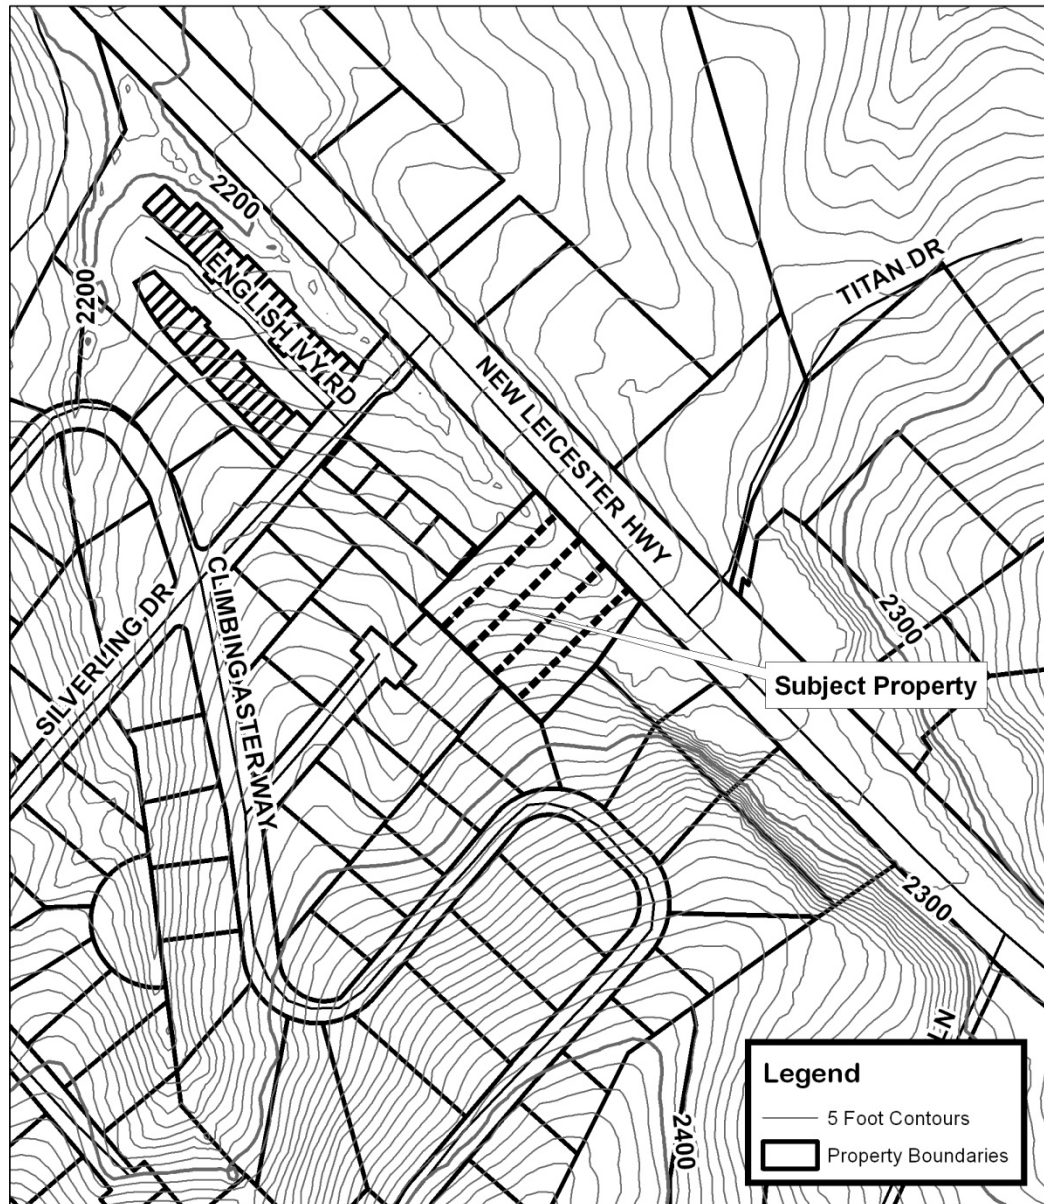 2200
2200
ENGLISH IVY RD
TITAN DR
NEW LEICESTER HWY
CLIMBING ASTER WAY
SILVERLING DR
2300
Subject Property
2300
2400
Legend
5 Foot Contours
Property Boundaries